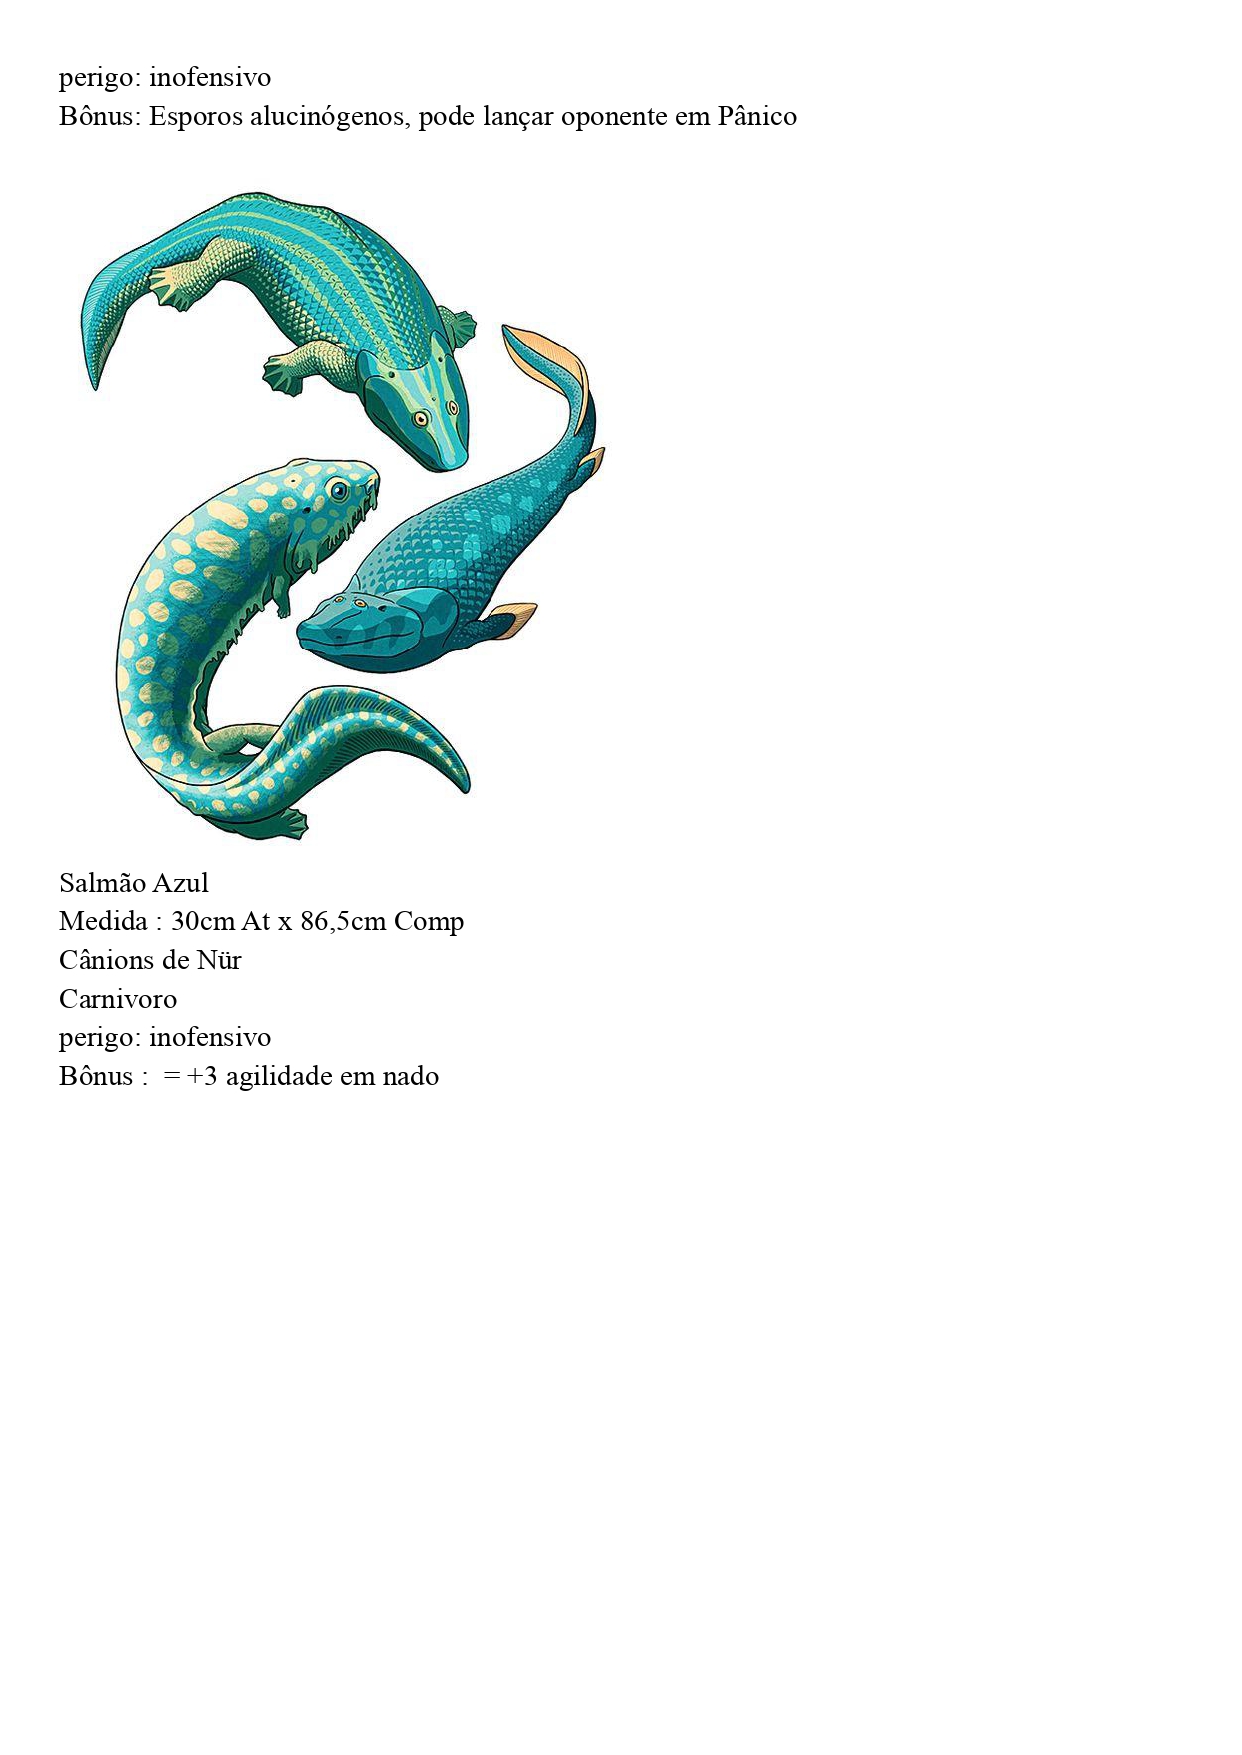 perigo: inofensivo
Bônus: Esporos alucinógenos, pode lançar oponente em Pânico
Salmão Azul
Medida : 30cm At x 86,5cm Comp
Cânions de Nür
Carnivoro
perigo: inofensivo
Bônus :  = +3 agilidade em nado